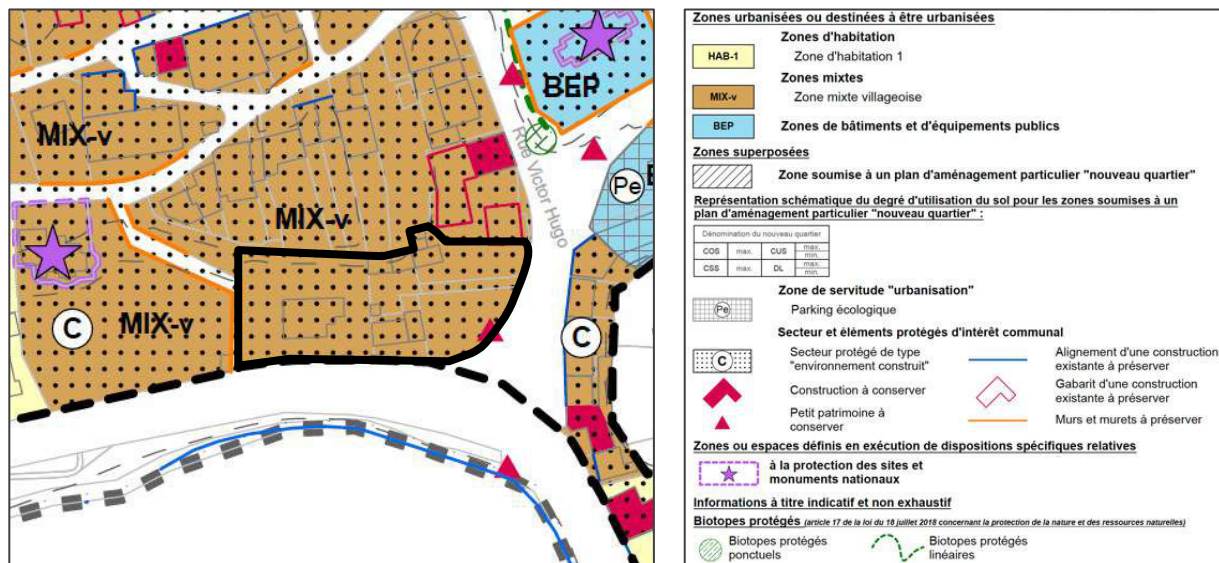 BEP
MIX-v
Rue Victor Hugo
Pe
MIX-v
C
MIX-v
C
Zones urbanisées ou destinées à être urbanisées
Zones d'habitation
HAB-1 Zone d'habitation 1
Zones mixtes
MIX-v Zone mixte villageoise
BEP Zones de bâtiments et d'équipements publics
Zones superposées
Zone soumise à un plan d'aménagement particulier "nouveau quartier"
Représentation schématique du degré d'utilisation du sol pour les zones soumises à un
plan d'aménagement particulier "nouveau quartier" :
Dénomination du nouveau quartier
COS max. CUS max.
min.
CSS max. DL max.
min.
Zone de servitude "urbanisation"
Pe Parking écologique
Secteur et éléments protégés d'intérêt communal
C Secteur protégé de type
"environnement construit"
Alignement d'une construction
existante à préserver
Construction à conserver
Gabarit d'une construction
existante à préserver
Petit patrimoine à
conserver
Murs et murets à préserver
Zones ou espaces définis en exécution de dispositions spécifiques relatives
à la protection des sites et
monuments nationaux
Informations à titre indicatif et non exhaustif
Biotopes protégés (article 17 de la loi du 18 juillet 2018 concernant la protection de la nature et des ressources naturelles)
Biotopes protégés
ponctuels
Biotopes protégés
linéaires